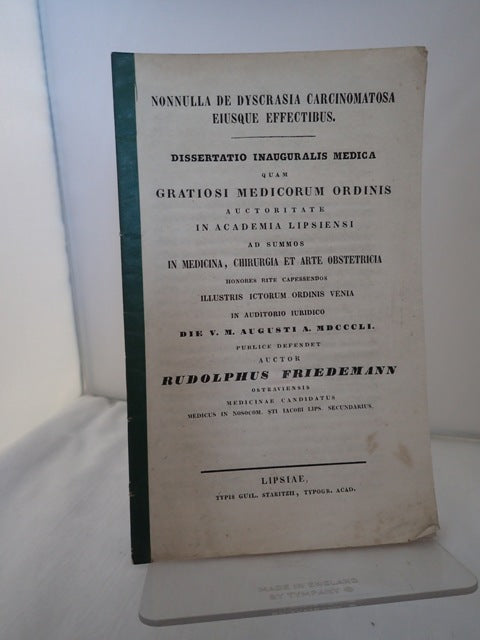 NONNULLA DE DYSCRASIA CARCINOMATOSA
EIUSQUE EFFECTIBUS.
DISSERTATIO INAUGURALIS MEDICA
QUAM
GRATIOSI MEDICORUM ORDINIS
AUCTORITATE
IN ACADEMIA LIPSIENSI
AD SUMMOS
IN MEDICINA, CHIRURGIA ET ARTE OBSTETRICIA
HONORES RITE CAPESSENDOS
ILLUSTRIS ICTORUM ORDINIS VENIA
IN AUDITORIO IURIDICO
DIE V. M. AUGUSTI A. MDCCCLI.
PUBLICE DEFENDET
AUCTOR
RUDOLPHUS FRIEDEMANN
OSTRAVIENSIS
MEDICINAE CANDIDATUS
MEDICUS IN NOSOCOM. STI IACOBI LIPS. SECUNDARIUS.
LIPSIAE,
TYPIS GUIL. STARITZII, TYPOGR. ACAD.
MADE IN ENGLAND
BY TYMPANY ©